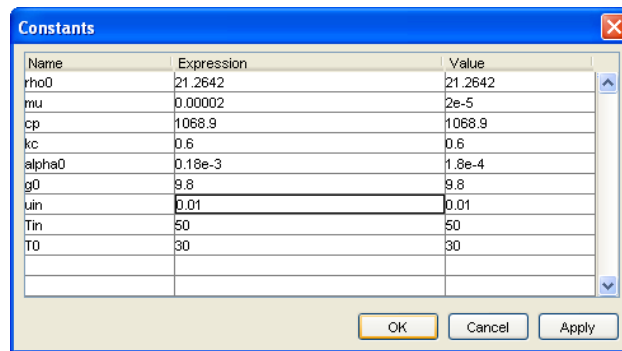 Constants
Name Expression Value
rho0 21.2642 21.2642
mu 0.00002 2e-5
cp 1068.9 1068.9
kc 0.6 0.6
alpha0 0.18e-3 1.8e-4
g0 9.8 9.8
uin 0.01 0.01
Tin 50 50
T0 30 30
OK Cancel Apply